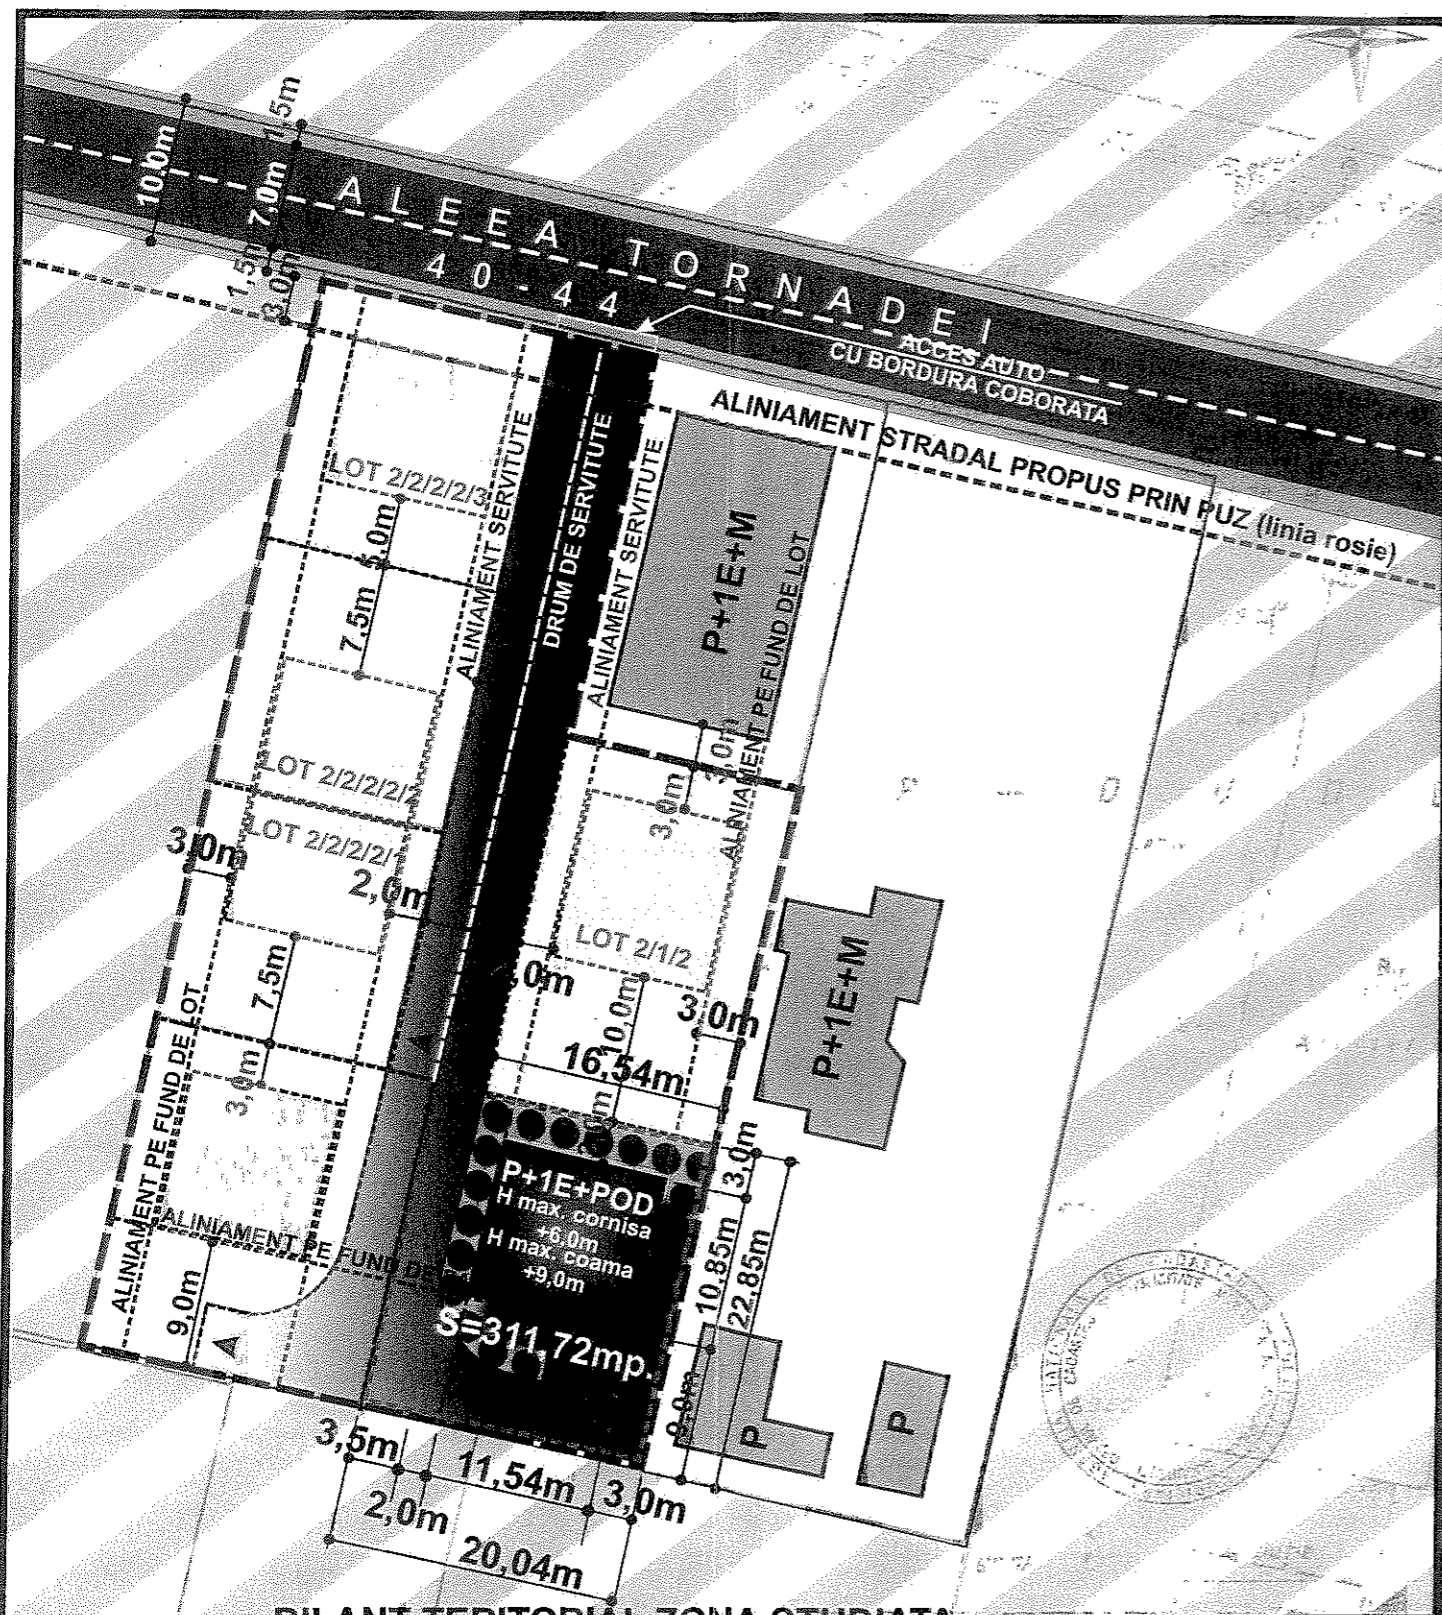 10.0m
1,5m
7,0m
1,5m
3.0m
ALEEA TORNADEI
40-44
ACCES AUTO
CU BORDURA COBORATA
ALINIAMENT STRADAL PROPUS PRIN PUZ (linia rosie)
LOT 2/2/2/2/3
ALINIAMENT SERVITUTE
DRUM DE SERVITUTE
ALINIAMENT SERVITUTE
P+1E+M
ALINIAMENT PE FUND DE LOT
7.5m
3,0m
LOT 2/2/2/2/2
LOT 2/2/2/2/1
3,0m
2,0m
LOT 2/1/2
7,5m
10,0m
3,0m
16,54m
P+1E+M
ALINIAMENT PE FUND DE LOT
3,0m
P+1E+POD
H max. cornisa
+6,0m
H max. coama
+9,0m
S=311,72mp.
3,0m
10,85m
22,85m
9,0m
ALINIAMENT PE FUND DE
9,0m
P
P
3,5m
2,0m
11,54m
3,0m
20,04m
BILANT TERITORIAL ZONA STUDIATA